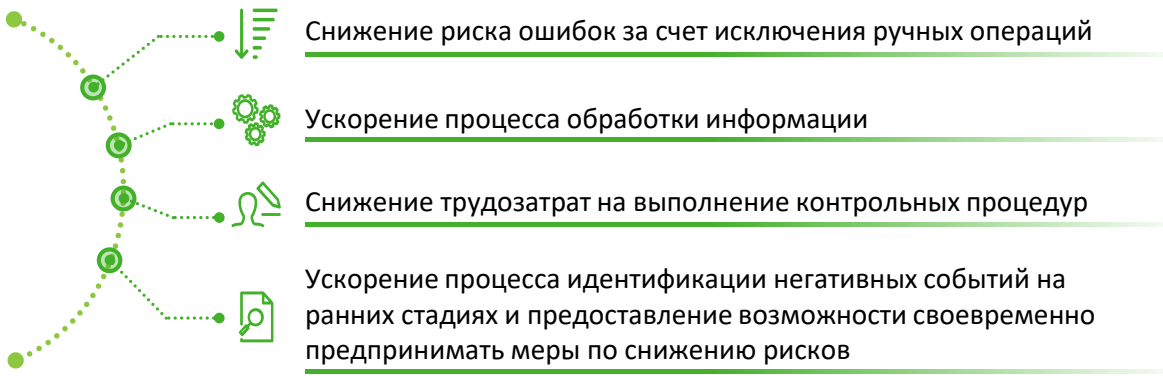 Снижение риска ошибок за счет исключения ручных операций
Ускорение процесса обработки информации
Снижение трудозатрат на выполнение контрольных процедур
Ускорение процесса идентификации негативных событий на
ранних стадиях и предоставление возможности своевременно
предпринимать меры по снижению рисков